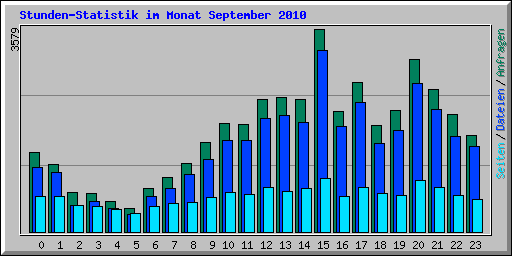 Stunden-Statistik im Monat September 2010
3579
Seiten / Dateien / Anfragen
0 1 2 3 4 5 6 7 8 9 10 11 12 13 14 15 16 17 18 19 20 21 22 23